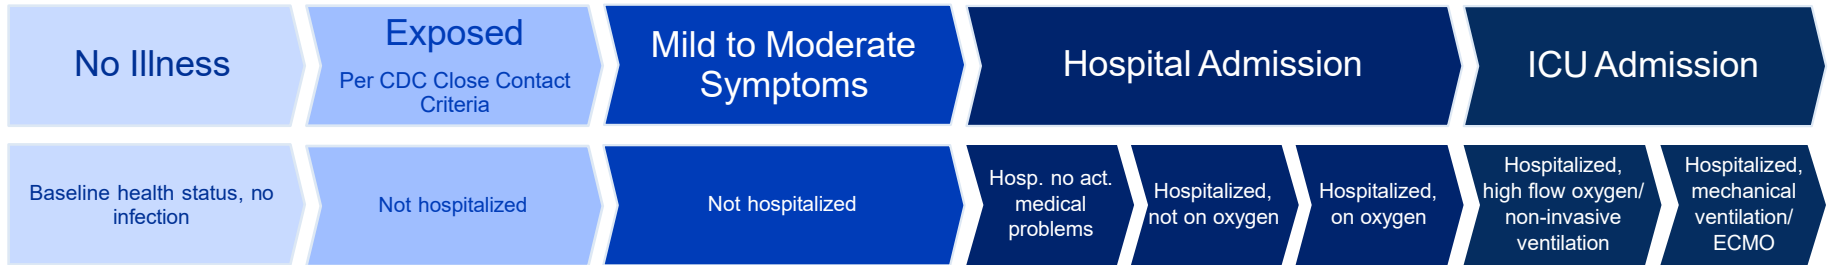 No Illness
Exposed
Per CDC Close Contact
Criteria
Mild to Moderate
Symptoms
Hospital Admission
ICU Admission
Baseline health status, no
infection
Not hospitalized
Not hospitalized
Hosp. no act.
medical
problems
Hospitalized,
not on oxygen
Hospitalized,
on oxygen
Hospitalized,
high flow oxygen/
non-invasive
ventilation
Hospitalized,
mechanical
ventilation/
ECMO